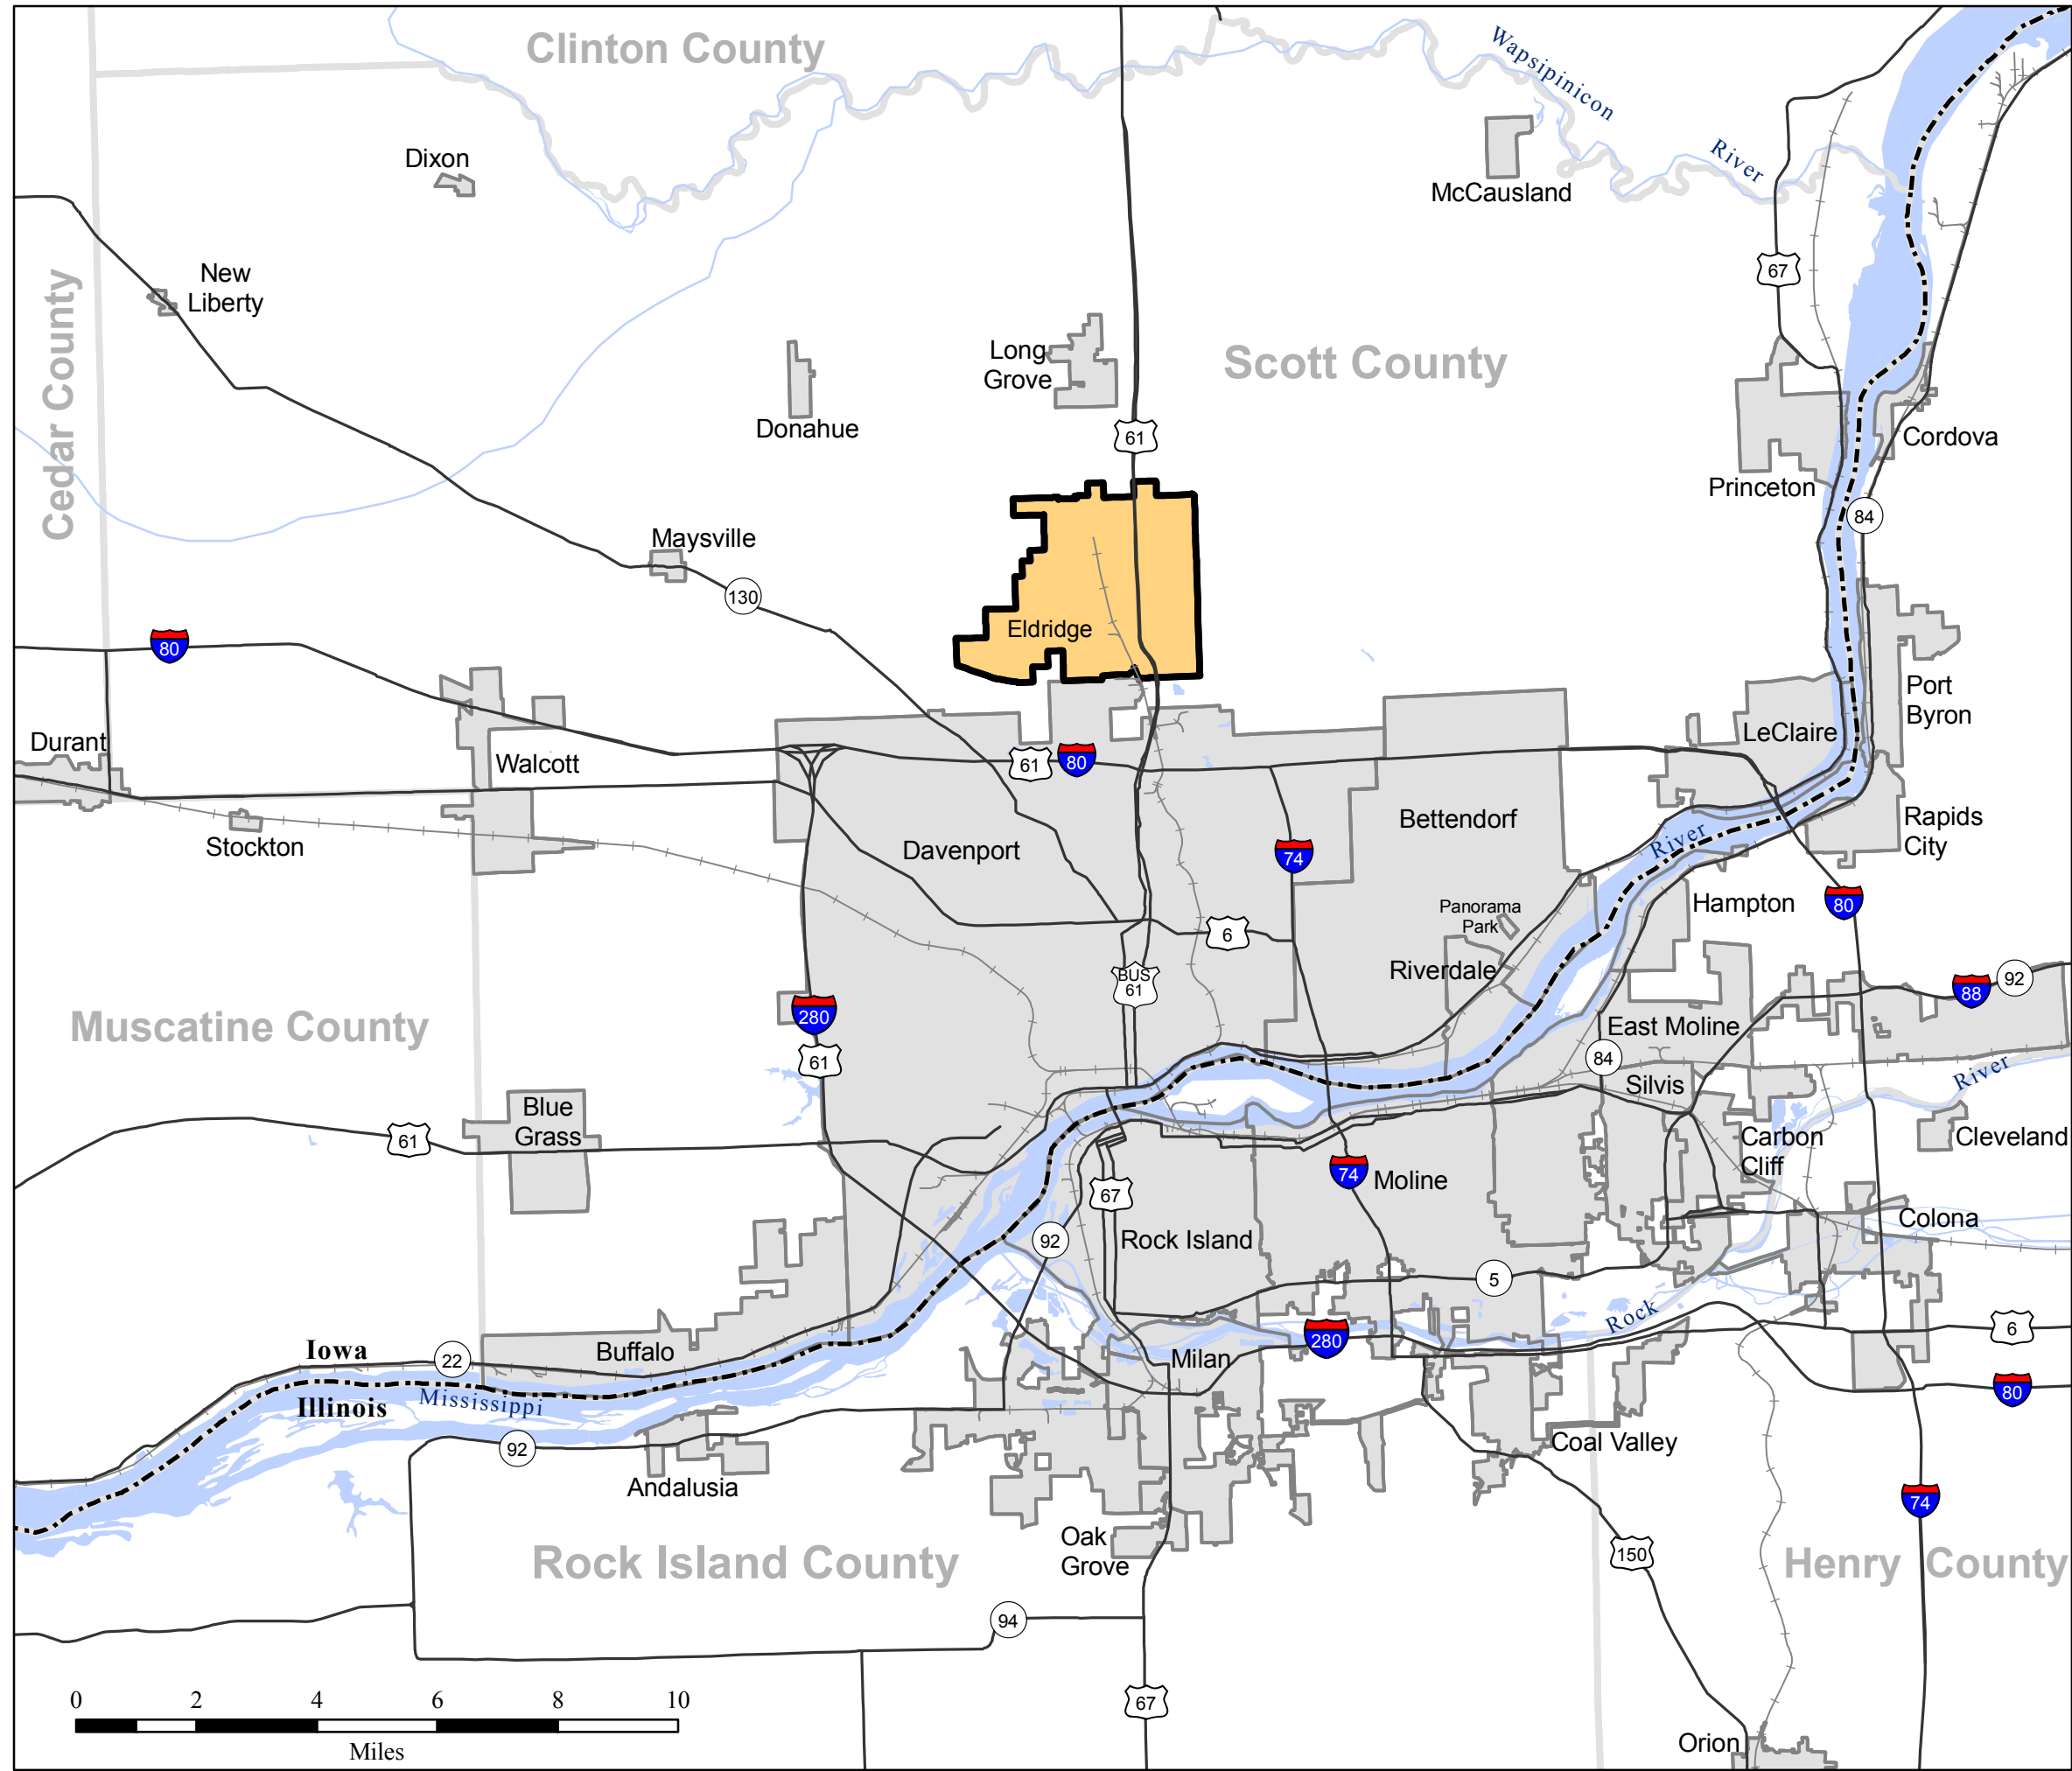 Clinton County
Wapsipinicon
River
Dixon
McCausland
New
Liberty
67
Cedar County
Long
Grove
Scott County
Donahue
61
Cordova
Princeton
84
Maysville
130
Eldridge
80
Port
Byron
LeClaire
Durant
Walcott
61
80
Stockton
Davenport
74
Bettendorf
River
Rapids
City
Panorama
Park
Hampton
80
6
Riverdale
BUS
61
88
92
280
Muscatine County
East Moline
61
84
River
Silvis
Blue
Grass
61
Carbon
Cliff
Cleveland
74
Moline
67
92
Rock Island
Colona
5
Rock
280
6
Iowa
22
Buffalo
Milan
80
Illinois
Mississippi
92
Coal Valley
Andalusia
74
Oak
Grove
150
Rock Island County
Henry County
94
0 2 4 6 8 10
Miles
67
Orion